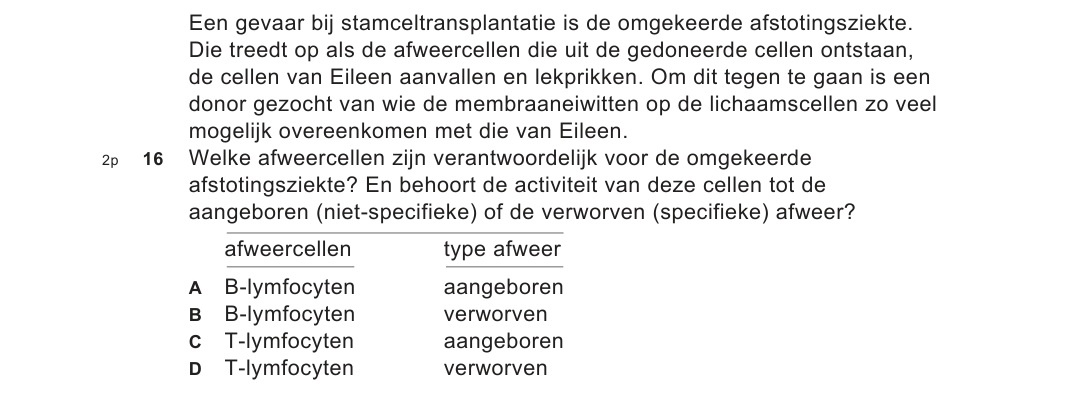 Een gevaar bij stamceltransplantatie is de omgekeerde afstotingsziekte.
Die treedt op als de afweercellen die uit de gedoneerde cellen ontstaan,
de cellen van Eileen aanvallen en lekprikken. Om dit tegen te gaan is een
donor gezocht van wie de membraaneiwitten op de lichaamscellen zo veel
mogelijk overeenkomen met die van Eileen.
2p 16 Welke afweercellen zijn verantwoordelijk voor de omgekeerde
afstotingsziekte? En behoort de activiteit van deze cellen tot de
aangeboren (niet-specifieke) of de verworven (specifieke) afweer?
afweercellen type afweer
A B-lymfocyten aangeboren
B B-lymfocyten verworven
C T-lymfocyten aangeboren
D T-lymfocyten verworven